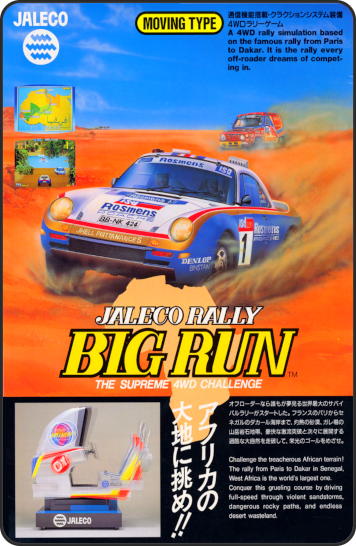 JALECO
MOVING TYPE
通信機能搭載・クラクションシステム装備
4WDラリーゲーム
A 4WD rally simulation based
on the famous rally from Paris
to Dakar. It is the rally every
off-roader dreams of compet-
ing in.
Rosmens
Rosmens
BB·NK 424
1
Rosmens
DUNLOP
JALECO RALLY
BIG RUN
TM
THE SUPREME 4WD CHALLENGE
アフリカの
大地に挑め!!
オフローダーなら誰もが夢見る世界最大のサバイ
バルラリーがスタートした。フランスのパリからセ
ネガルのダカール海岸まで、灼熱の砂漠、ガレ場の
山岳岩石地帯、豪快な激流突破と次々に展開する
過酷な大自然を走破して、栄光のゴールをめざせ。
Challenge the treacherous African terrain!
The rally from Paris to Dakar in Senegal,
West Africa is the world's largest one.
Conquer this grueling course by driving
full-speed through violent sandstorms,
dangerous rocky paths, and endless
desert wasteland.
JALECO